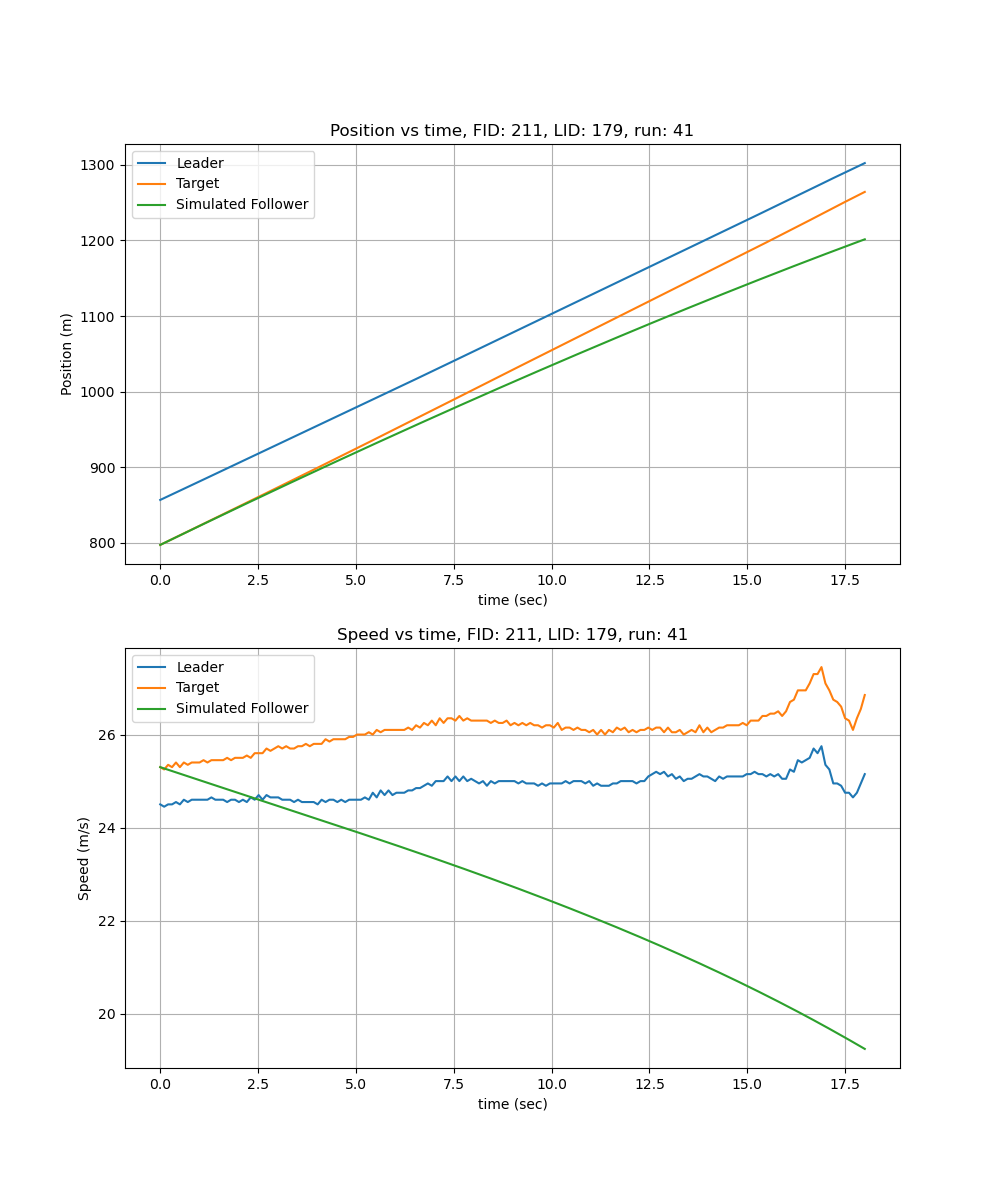 Position vs time, FID: 211, LID: 179, run: 41
Leader
Target
Simulated Follower
1300
1200
1100
1000
900
800
Position (m)
0.0 2.5 5.0 7.5 10.0 12.5 15.0 17.5
time (sec)
Speed vs time, FID: 211, LID: 179, run: 41
Leader
Target
Simulated Follower
26
24
22
20
Speed (m/s)
0.0 2.5 5.0 7.5 10.0 12.5 15.0 17.5
time (sec)